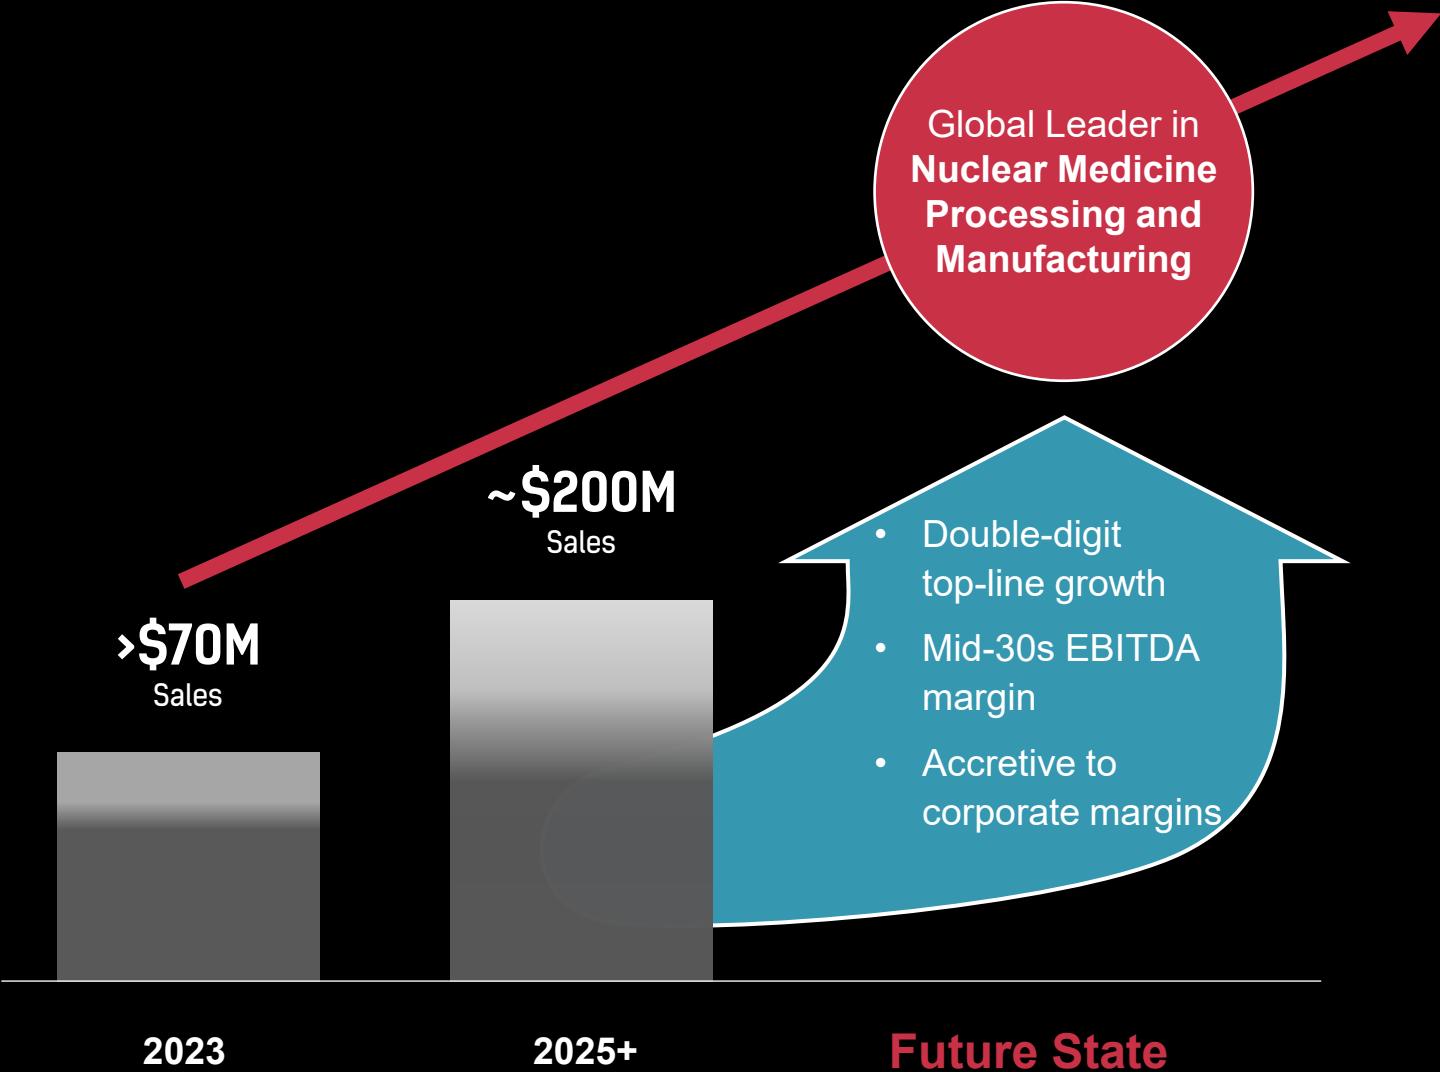 Global Leader in
Nuclear Medicine
Processing and
Manufacturing
~$200M
Sales
>$70M
Sales
• Double-digit
top-line growth
• Mid-30s EBITDA
margin
• Accretive to
corporate margins
2023
2025+
Future State